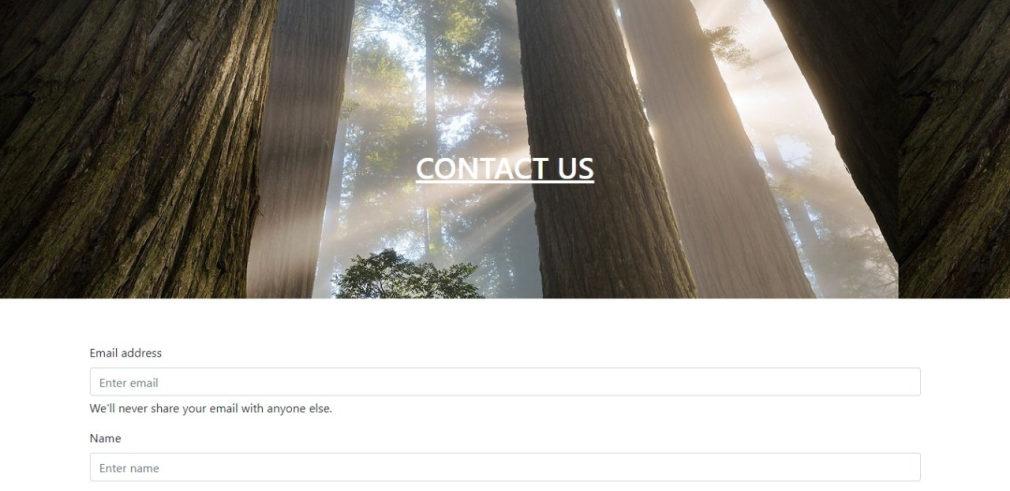 CONTACT US
Email address
Enter email
We'll never share your email with anyone else.
Name
Enter name